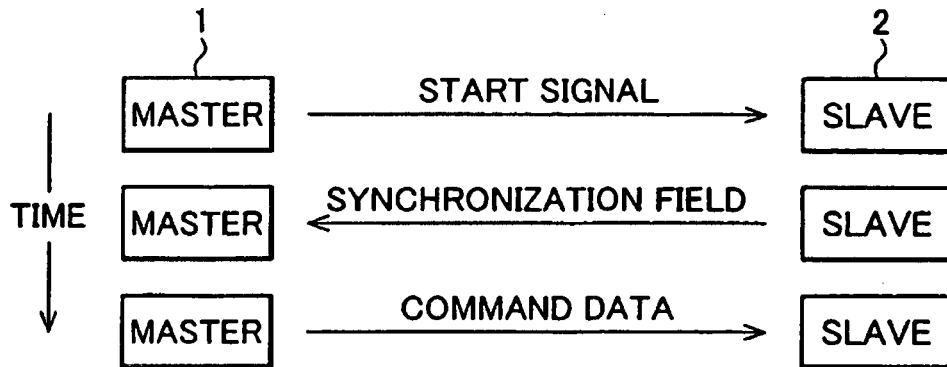 1 2
MASTER START SIGNAL SLAVE
MASTER SYNCHRONIZATION FIELD SLAVE
TIME
MASTER COMMAND DATA SLAVE